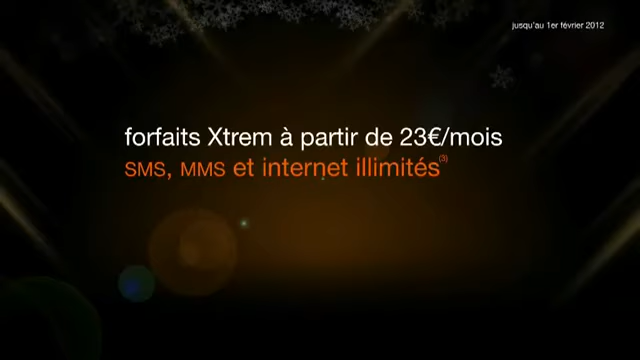 jusqu'au 1er février 2012
forfaits Xtrem à partir de 23€/mois
SMS, MMS et internet illimités(3)